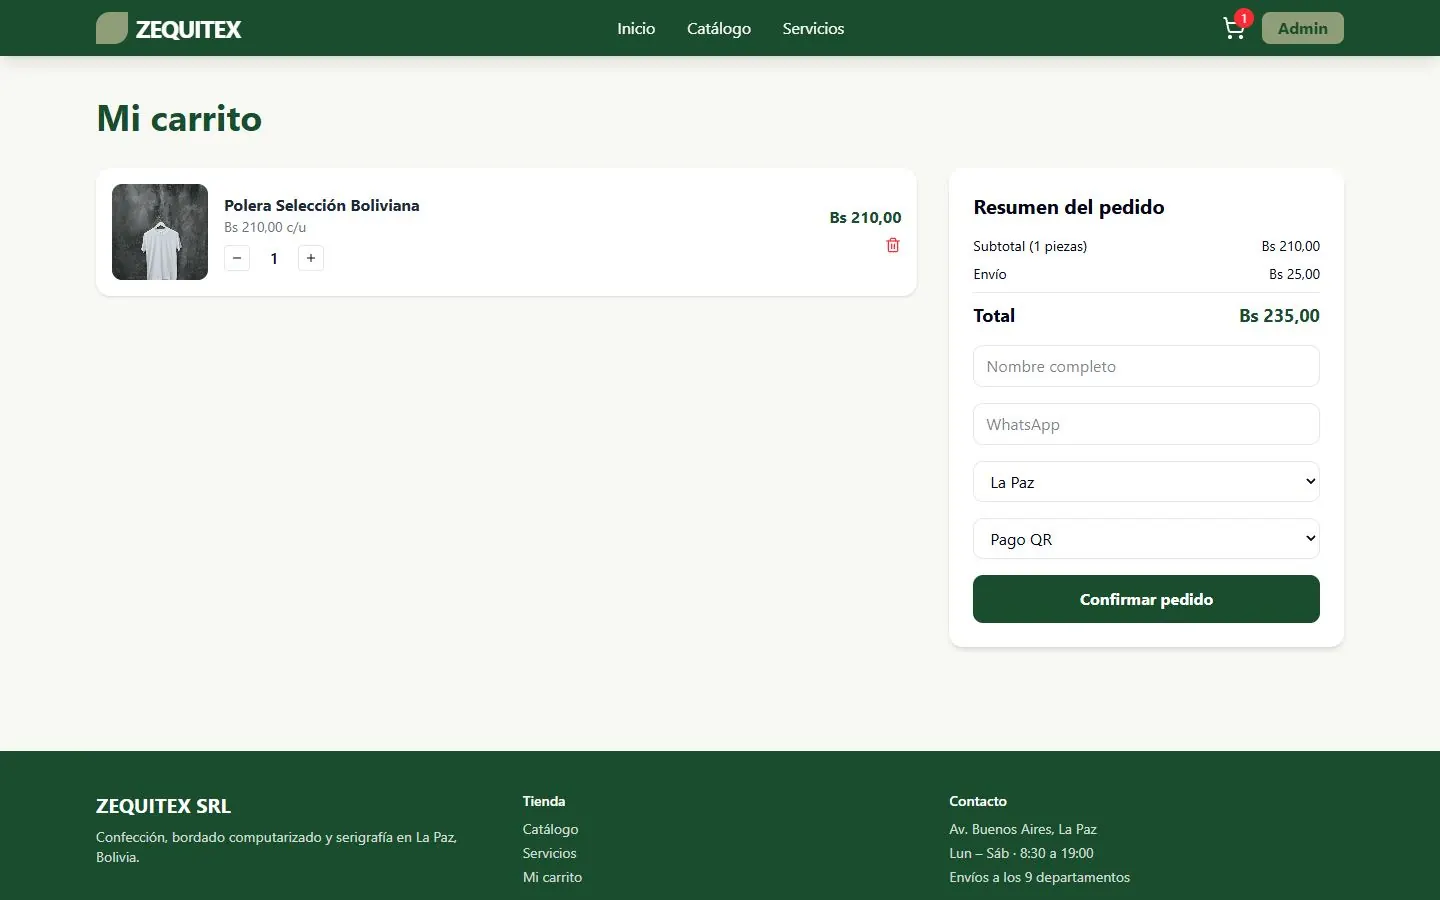 ZEQUITEX
Inicio
Catálogo
Servicios
1
Admin
Mi carrito
Polera Selección Boliviana
Bs 210,00 c/u
− 1 +
Bs 210,00
Resumen del pedido
Subtotal (1 piezas) Bs 210,00
Envío Bs 25,00
Total Bs 235,00
Nombre completo
WhatsApp
La Paz
Pago QR
Confirmar pedido
ZEQUITEX SRL
Confección, bordado computarizado y serigrafía en La Paz,
Bolivia.
Tienda
Catálogo
Servicios
Mi carrito
Contacto
Av. Buenos Aires, La Paz
Lun – Sáb · 8:30 a 19:00
Envíos a los 9 departamentos